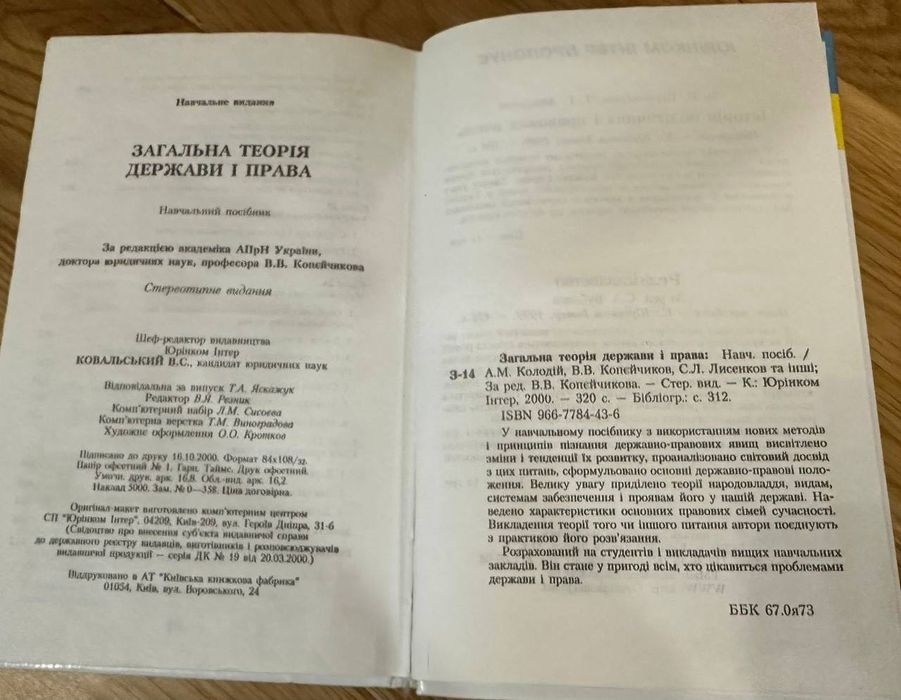 Навчальне видання
ЗАГАЛЬНА ТЕОРІЯ
ДЕРЖАВИ І ПРАВА
Навчальний посібник
За редакцією академіка АПрН України,
доктора юридичних наук, професора В.В. Копєйчикова
Стереотипне видання
Шеф-редактор видавництва
Юрінком Інтер
КОВАЛЬСЬКИЙ В.С., кандидат юридичних наук
Відповідальна за випуск Т.А. Яскажук
Редактор В.Я. Резник
Комп'ютерний набір Л.М. Сисоєва
Комп'ютерна верстка Т.М. Виноградова
Художнє оформлення О.О. Кротков
Підписано до друку 16.10.2000. Формат 84х108/32.
Папір офсетний № 1. Гарн. Таймс. Друк офсетний.
Умовн. друк. арк. 16,8. Обл.-вид. арк. 16,2.
Наклад 5000. Зам. № 0—358. Ціна договірна.
Оригінал-макет виготовлено комп'ютерним центром
СП "Юрінком Інтер". 04209, Київ-209, вул. Героїв Дніпра, 31-б
(Свідоцтво про внесення суб'єкта видавничої справи
до державного реєстру видавців, виготівників і розповсюджувачів
видавничої продукції — серія ДК № 19 від 20.03.2000.)
Віддруковано в АТ "Київська книжкова фабрика"
01054, Київ, вул. Воровського, 24
Загальна теорія держави і права: Навч. посіб. /
З-14 А.М. Колодій, В.В. Копєйчиков, С.Л. Лисенков та інші;
За ред. В.В. Копєйчикова. — Стер. вид. — К.: Юрінком
Інтер, 2000. — 320 с. — Бібліогр.: с. 312.
ISBN 966-7784-43-6
У навчальному посібнику з використанням нових методів
і принципів пізнання державно-правових явищ висвітлено
зміни і тенденції їх розвитку, проаналізовано світовий досвід
з цих питань, сформульовано основні державно-правові поло-
ження. Велику увагу приділено теорії народовладдя, видам,
системам забезпечення і проявам його у нашій державі. На-
ведено характеристики основних правових сімей сучасності.
Викладення теорії того чи іншого питання автори поєднують
з практикою його розв'язання.
Розрахований на студентів і викладачів вищих навчальних
закладів. Він стане у пригоді всім, хто цікавиться проблемами
держави і права.
ББК 67.0я73